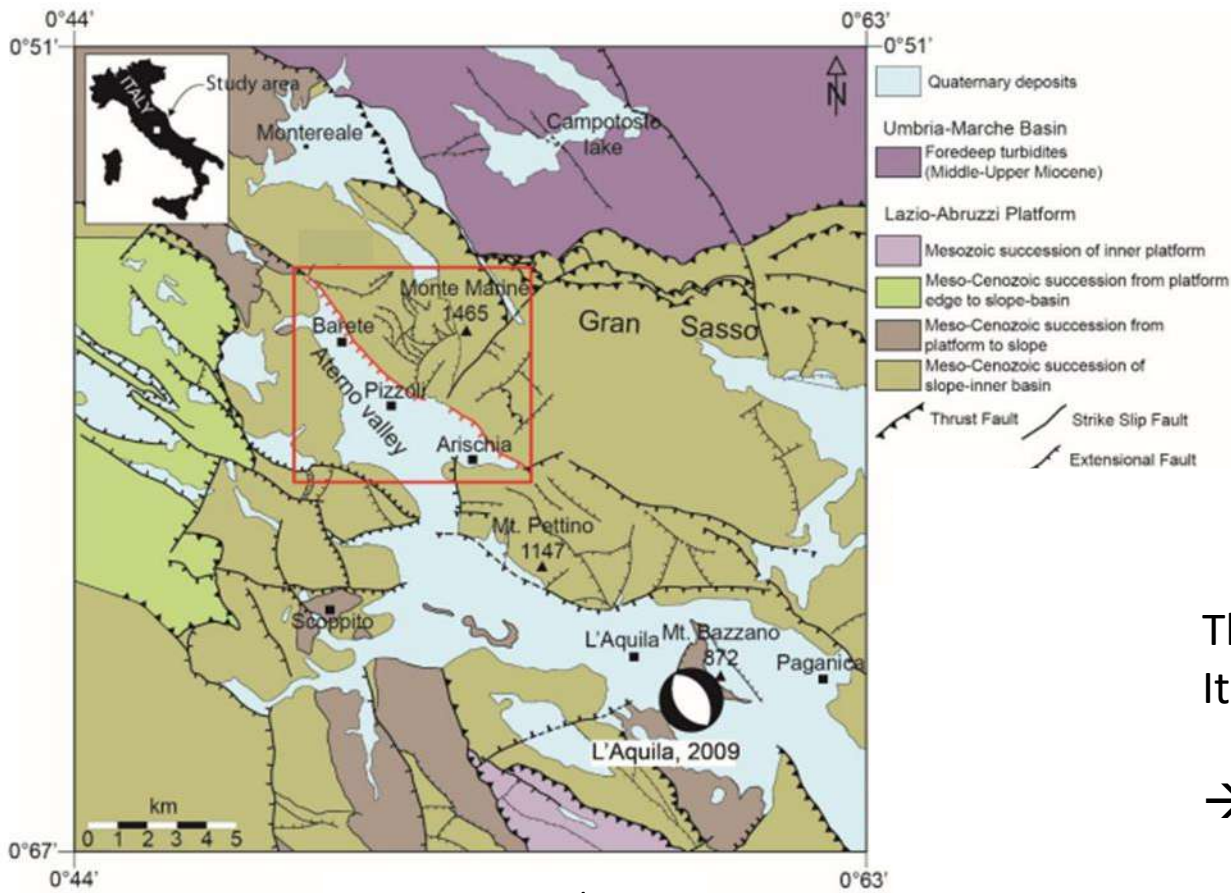 0°44'
0°63'
0°51'
0°51'
ITALY
Study area
N
Montereale
Campotosto
lake
Monte Marine
1465
Gran Sasso
Barete
Aterno valley
Pizzoli
Arischia
Mt. Pettino
1147
Scoppito
L'Aquila
Mt. Bazzano
872
Paganica
L'Aquila, 2009
km
0 1 2 3 4 5
0°67'
0°44'
0°63'
Quaternary deposits
Umbria-Marche Basin
Foredeep turbidites
(Middle-Upper Miocene)
Lazio-Abruzzi Platform
Mesozoic succession of inner platform
Meso-Cenozoic succession from platform
edge to slope-basin
Meso-Cenozoic succession from
platform to slope
Meso-Cenozoic succession of
slope-inner basin
Thrust Fault
Strike Slip Fault
Extensional Fault
It
→